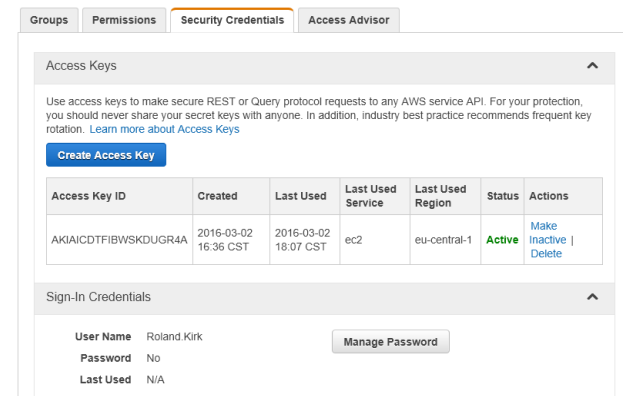 Groups Permissions Security Credentials Access Advisor
Access Keys
Use access keys to make secure REST or Query protocol requests to any AWS service API. For your protection,
you should never share your secret keys with anyone. In addition, industry best practice recommends frequent key
rotation. Learn more about Access Keys
Create Access Key
Access Key ID Created Last Used Last Used Service Last Used Region Status Actions
AKIAICDTFIBWSKDUGR4A 2016-03-02 16:36 CST 2016-03-02 18:07 CST ec2 eu-central-1 Active Make Inactive | Delete
Sign-In Credentials
User Name Roland.Kirk Manage Password
Password No
Last Used N/A